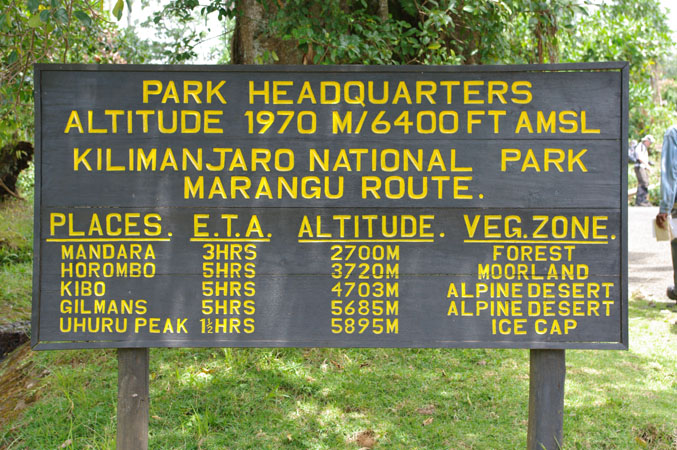 PARK HEADQUARTERS
ALTITUDE 1970 M/6400 FT AMSL
KILIMANJARO NATIONAL PARK
MARANGU ROUTE.
PLACES. E.T.A. ALTITUDE. VEG.ZONE.
MANDARA 3HRS 2700M FOREST
HOROMBO 5HRS 3720M MOORLAND
KIBO 5HRS 4703M ALPINE DESERT
GILMANS 5HRS 5685M ALPINE DESERT
UHURU PEAK 1½HRS 5895M ICE CAP